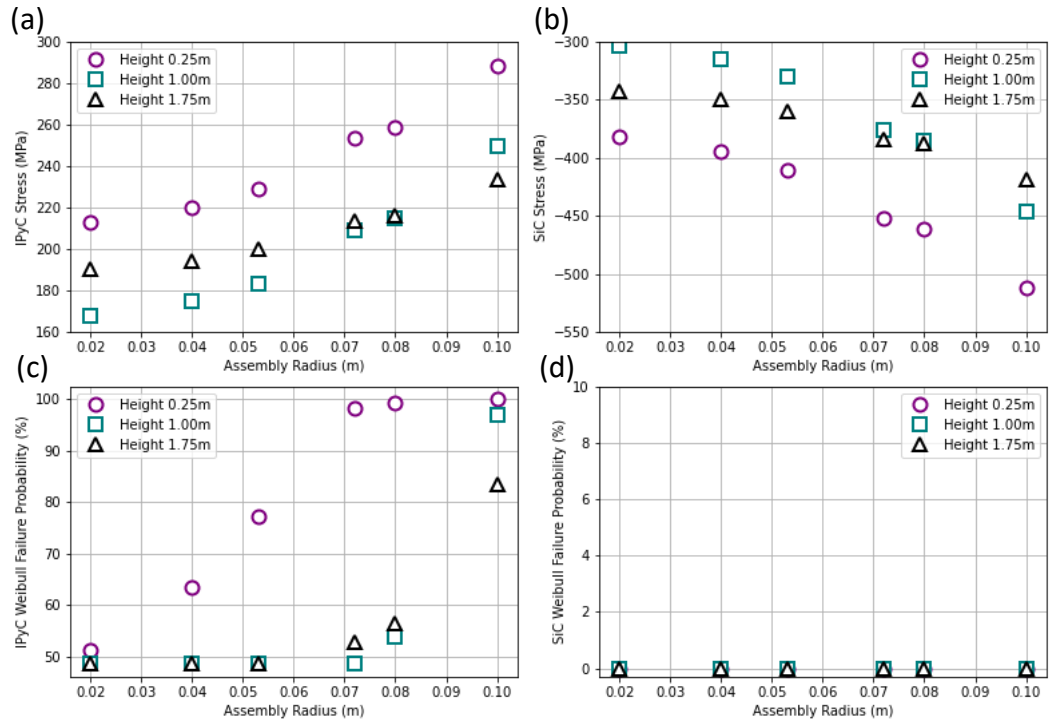 (a)
300
280
260
240
220
200
180
160
IPyC Stress (MPa)
Height 0.25m
Height 1.00m
Height 1.75m
0.02 0.03 0.04 0.05 0.06 0.07 0.08 0.09 0.10
Assembly Radius (m)
(b)
−300
−350
−400
−450
−500
−550
SiC Stress (MPa)
Height 0.25m
Height 1.00m
Height 1.75m
0.02 0.03 0.04 0.05 0.06 0.07 0.08 0.09 0.10
Assembly Radius (m)
(c)
100
90
80
70
60
50
IPyC Weibull Failure Probability (%)
Height 0.25m
Height 1.00m
Height 1.75m
0.02 0.03 0.04 0.05 0.06 0.07 0.08 0.09 0.10
Assembly Radius (m)
(d)
10
8
6
4
2
0
SiC Weibull Failure Probability (%)
Height 0.25m
Height 1.00m
Height 1.75m
0.02 0.03 0.04 0.05 0.06 0.07 0.08 0.09 0.10
Assembly Radius (m)